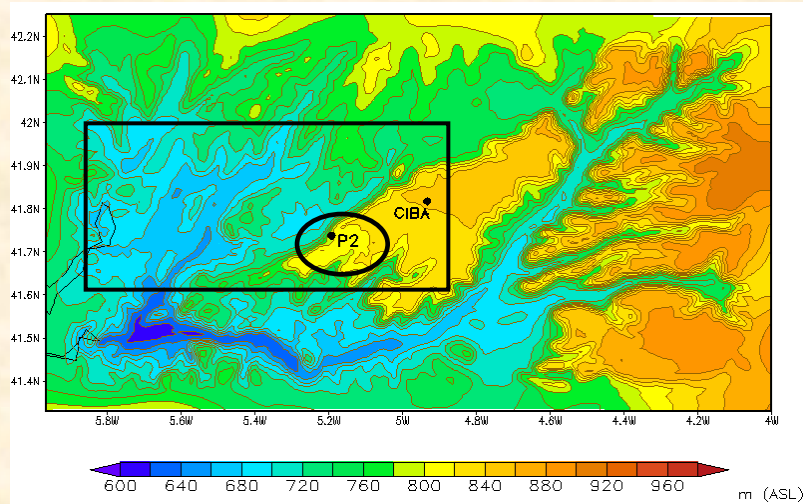 42.2N
42.1N
42N
41.9N
41.8N
41.7N
41.6N
41.5N
41.4N
CIBA
P2
5.8W 5.6W 5.4W 5.2W 5W 4.8W 4.6W 4.4W 4.2W 4W
600 640 680 720 760 800 840 880 920 960
m (ASL)